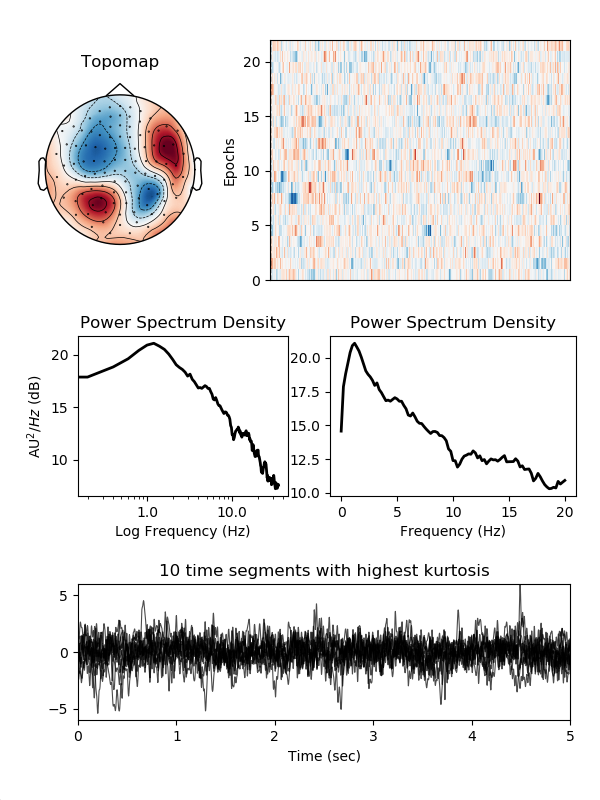 Topomap
Epochs
20
15
10
5
0
Power Spectrum Density
AU²/Hz (dB)
20
15
10
1.0 10.0
Log Frequency (Hz)
Power Spectrum Density
20.0
17.5
15.0
12.5
10.0
0 5 10 15 20
Frequency (Hz)
10 time segments with highest kurtosis
5
0
−5
0 1 2 3 4 5
Time (sec)